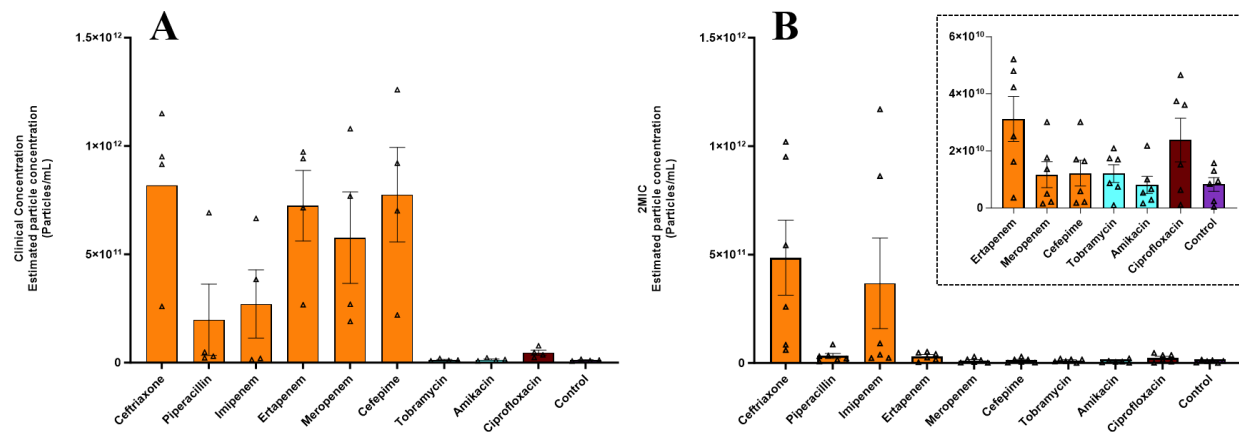 A
Clinical Concentration
Estimated particle concentration
(Particles/mL)
1.5×10¹²
1×10¹²
5×10¹¹
0
Ceftriaxone
Piperacillin
Imipenem
Ertapenem
Meropenem
Cefepime
Tobramycin
Amikacin
Ciprofloxacin
Control
B
2MIC
Estimated particle concentration
(Particles/mL)
1.5×10¹²
1×10¹²
5×10¹¹
0
Ceftriaxone
Piperacillin
Imipenem
Ertapenem
Meropenem
Cefepime
Tobramycin
Amikacin
Ciprofloxacin
Control
6×10¹⁰
4×10¹⁰
2×10¹⁰
0
Ertapenem
Meropenem
Cefepime
Tobramycin
Amikacin
Ciprofloxacin
Control